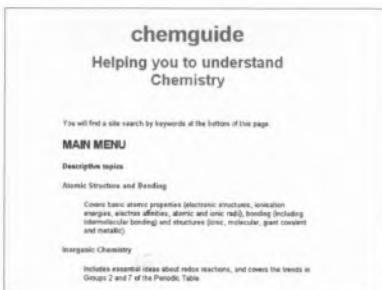 chemguide
Helping you to understand
Chemistry
You will find a site search by keywords at the bottom of this page.
MAIN MENU
Descriptive topics
Atomic Structure and Bonding
Covers basic atomic properties (electronic structures, ionisation
energies, electron affinities, atomic and ionic radii), bonding (including
intermolecular bonding) and structures (ionic, molecular, giant covalent
and metallic).
Inorganic Chemistry
Includes essential ideas about redox reactions, and covers the trends in
Groups 2 and 7 of the Periodic Table.